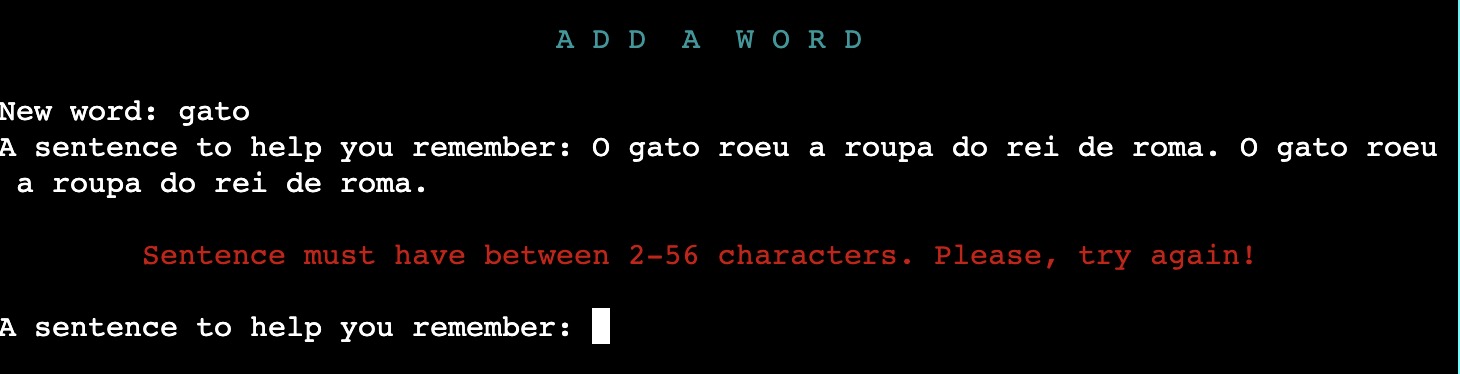 A D D  A  W O R D
New word: gato
A sentence to help you remember: O gato roeu a roupa do rei de roma. O gato roeu
a roupa do rei de roma.
Sentence must have between 2-56 characters. Please, try again!
A sentence to help you remember: